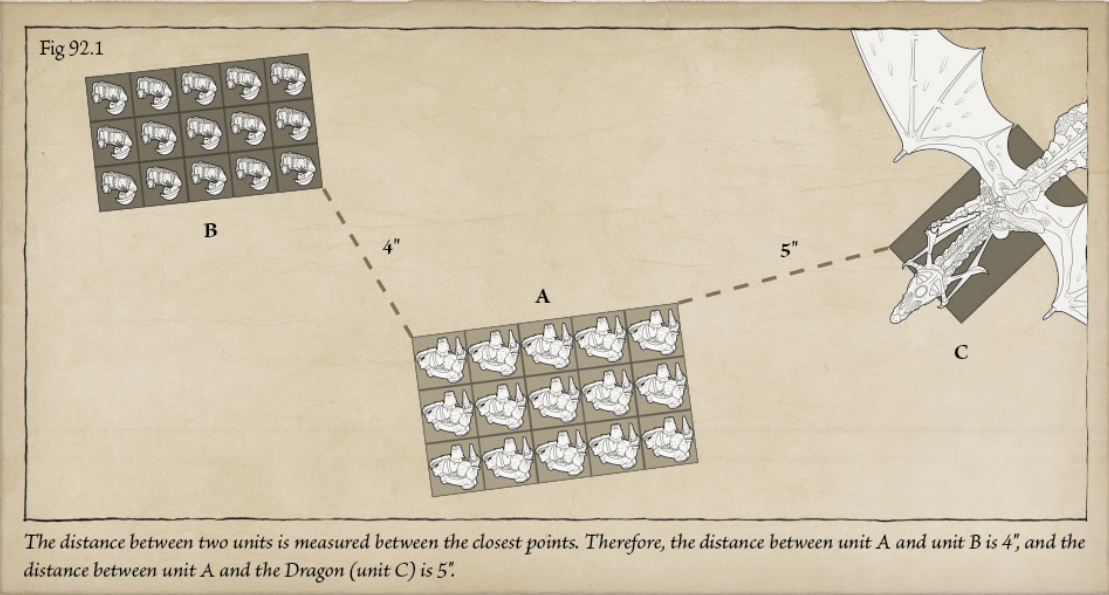 Fig 92.1
B
4"
A
5"
C
The distance between two units is measured between the closest points. Therefore, the distance between unit A and unit B is 4", and the
distance between unit A and the Dragon (unit C) is 5".